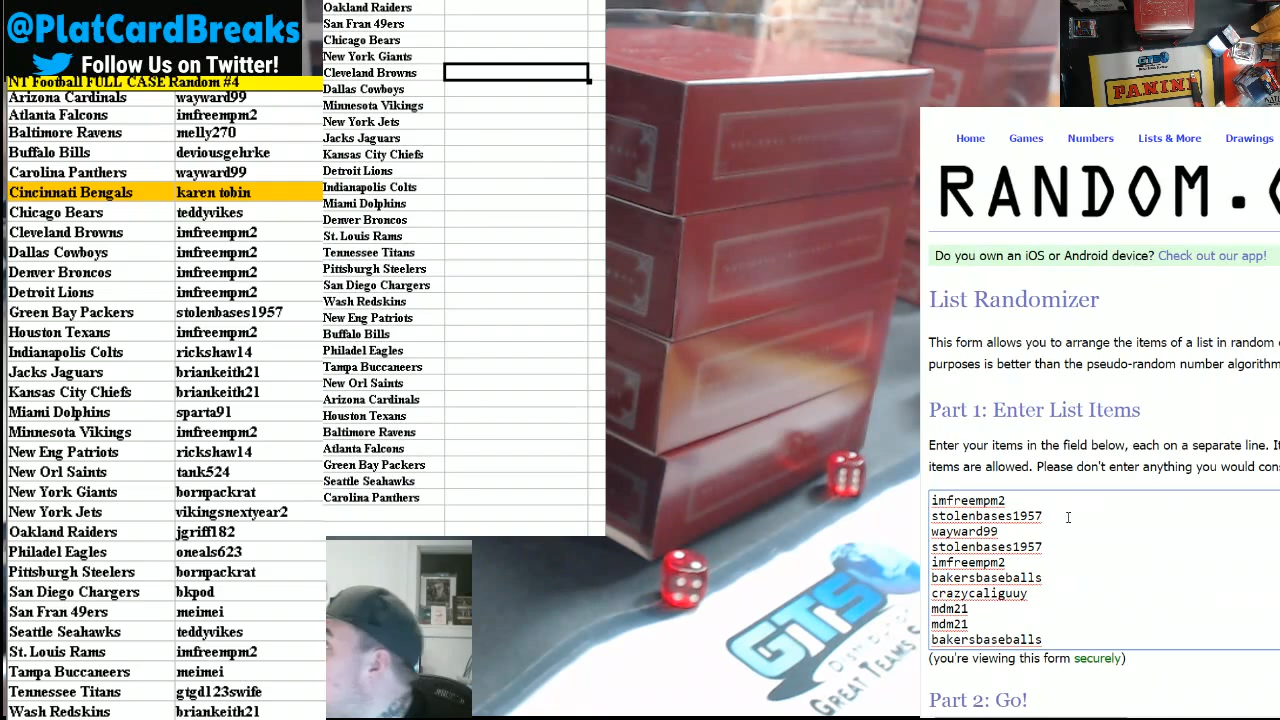 @PlatCardBreaks
Follow Us on Twitter!
NT Football FULL CASE Random #4
Arizona Cardinals wayward99
Atlanta Falcons imfreempm2
Baltimore Ravens melly270
Buffalo Bills deviousgehrke
Carolina Panthers wayward99
Cincinnati Bengals karen tobin
Chicago Bears teddyvikes
Cleveland Browns imfreempm2
Dallas Cowboys imfreempm2
Denver Broncos imfreempm2
Detroit Lions imfreempm2
Green Bay Packers stolenbases1957
Houston Texans imfreempm2
Indianapolis Colts rickshaw14
Jacks Jaguars briankeith21
Kansas City Chiefs briankeith21
Miami Dolphins sparta91
Minnesota Vikings imfreempm2
New Eng Patriots rickshaw14
New Orl Saints tank524
New York Giants bornpackrat
New York Jets vikingsnextyear2
Oakland Raiders jgriff182
Philadel Eagles oneals623
Pittsburgh Steelers bornpackrat
San Diego Chargers bkpod
San Fran 49ers meimei
Seattle Seahawks teddyvikes
St. Louis Rams imfreempm2
Tampa Buccaneers meimei
Tennessee Titans gtgd123swife
Wash Redskins briankeith21
Oakland Raiders
San Fran 49ers
Chicago Bears
New York Giants
Cleveland Browns
Dallas Cowboys
Minnesota Vikings
New York Jets
Jacks Jaguars
Kansas City Chiefs
Detroit Lions
Indianapolis Colts
Miami Dolphins
Denver Broncos
St. Louis Rams
Tennessee Titans
Pittsburgh Steelers
San Diego Chargers
Wash Redskins
New Eng Patriots
Buffalo Bills
Philadel Eagles
Tampa Buccaneers
New Orl Saints
Arizona Cardinals
Houston Texans
Baltimore Ravens
Atlanta Falcons
Green Bay Packers
Seattle Seahawks
Carolina Panthers
GTS
GREAT TEAMS
PANINI
Home Games Numbers Lists & More Drawings
RANDOM.
Do you own an iOS or Android device? Check out our app!
List Randomizer
This form allows you to arrange the items of a list in random
purposes is better than the pseudo-random number algorithm
Part 1: Enter List Items
Enter your items in the field below, each on a separate line. It
items are allowed. Please don't enter anything you would cons
imfreempm2
stolenbases1957
wayward99
stolenbases1957
imfreempm2
bakersbaseballs
crazycaliguuy
mdm21
mdm21
bakersbaseballs
(you're viewing this form securely)
Part 2: Go!